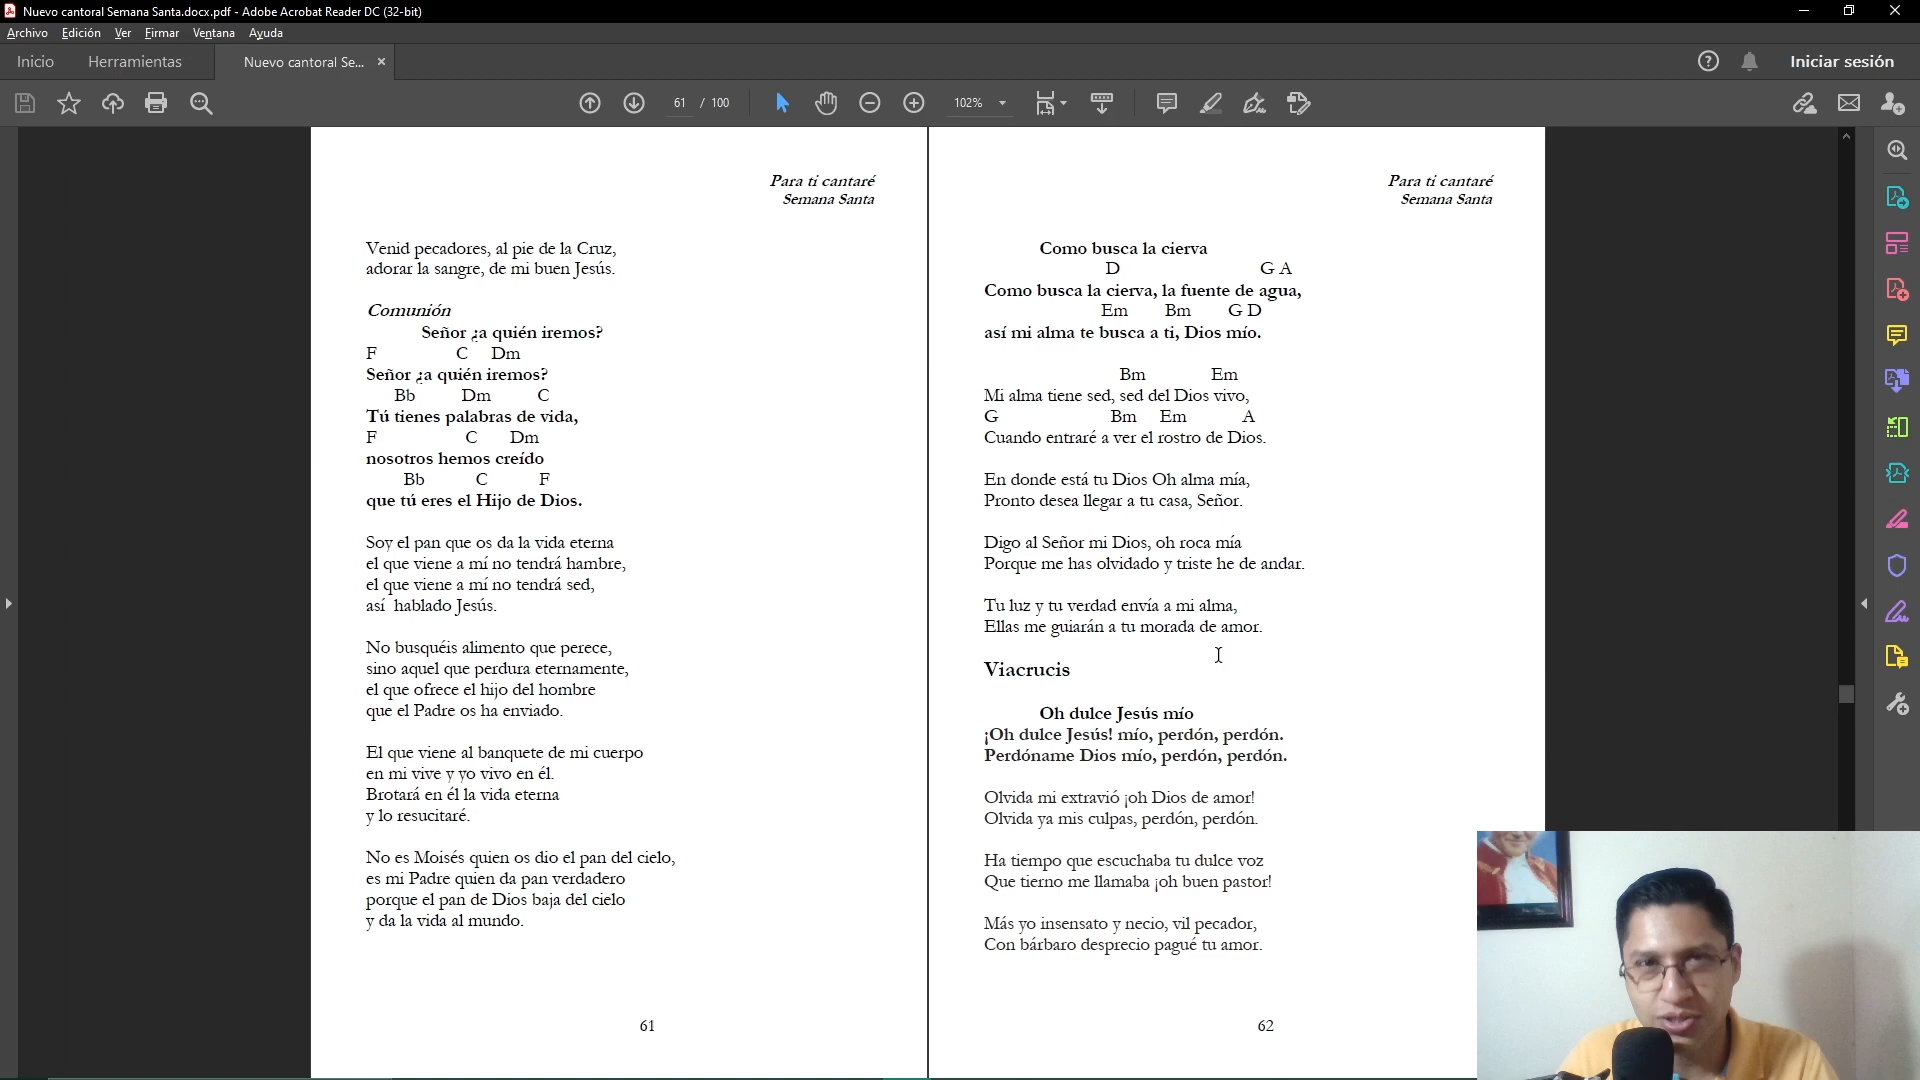 Nuevo cantoral Semana Santa.docx.pdf - Adobe Acrobat Reader DC (32-bit)
Archivo Edición Ver Firmar Ventana Ayuda
Inicio Herramientas Nuevo cantoral Se... × Iniciar sesión
61 / 100 102%
Para ti cantaré
Semana Santa
Venid pecadores, al pie de la Cruz,
adorar la sangre, de mi buen Jesús.
Comunión
Señor ¿a quién iremos?
F C Dm
Señor ¿a quién iremos?
Bb Dm C
Tú tienes palabras de vida,
F C Dm
nosotros hemos creído
Bb C F
que tú eres el Hijo de Dios.
Soy el pan que os da la vida eterna
el que viene a mí no tendrá hambre,
el que viene a mí no tendrá sed,
así hablado Jesús.
No busquéis alimento que perece,
sino aquel que perdura eternamente,
el que ofrece el hijo del hombre
que el Padre os ha enviado.
El que viene al banquete de mi cuerpo
en mi vive y yo vivo en él.
Brotará en él la vida eterna
y lo resucitaré.
No es Moisés quien os dio el pan del cielo,
es mi Padre quien da pan verdadero
porque el pan de Dios baja del cielo
y da la vida al mundo.
61
Para ti cantaré
Semana Santa
Como busca la cierva
D G A
Como busca la cierva, la fuente de agua,
Em Bm G D
así mi alma te busca a ti, Dios mío.
Bm Em
Mi alma tiene sed, sed del Dios vivo,
G Bm Em A
Cuando entraré a ver el rostro de Dios.
En donde está tu Dios Oh alma mía,
Pronto desea llegar a tu casa, Señor.
Digo al Señor mi Dios, oh roca mía
Porque me has olvidado y triste he de andar.
Tu luz y tu verdad envía a mi alma,
Ellas me guiarán a tu morada de amor.
Viacrucis
Oh dulce Jesús mío
¡Oh dulce Jesús! mío, perdón, perdón.
Perdóname Dios mío, perdón, perdón.
Olvida mi extravió ¡oh Dios de amor!
Olvida ya mis culpas, perdón, perdón.
Ha tiempo que escuchaba tu dulce voz
Que tierno me llamaba ¡oh buen pastor!
Más yo insensato y necio, vil pecador,
Con bárbaro desprecio pagué tu amor.
62